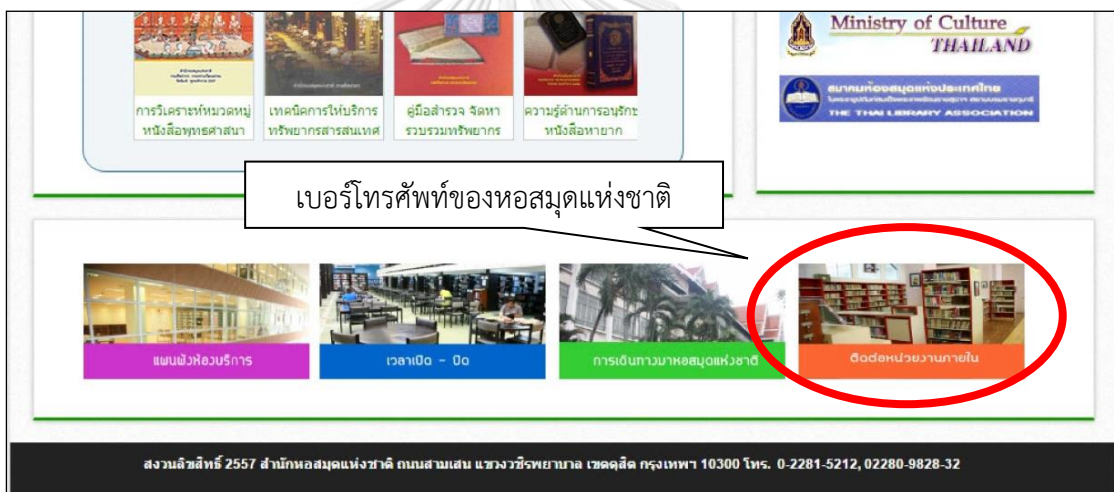 Ministry of Culture
THAILAND
สมาคมห้องสมุดแห่งประเทศไทย
THE THAI LIBRARY ASSOCIATION
การวิเคราะห์หมวดหมู่
หนังสือพุทธศาสนา
เทคนิคการให้บริการ
ทรัพยากรสารสนเทศ
คู่มือสำรวจ จัดหา
รวบรวมทรัพยากร
ความรู้ด้านการอนุรักษ
หนังสือหายาก
เบอร์โทรศัพท์ของหอสมุดแห่งชาติ
แผนผังห้องบริการ
เวลาเปิด - ปิด
การเดินทางมาหอสมุดแห่งชาติ
ติดต่อหน่วยงานภายใน
สงวนลิขสิทธิ์ 2557 สำนักหอสมุดแห่งชาติ ถนนสามเสน แขวงวชิรพยาบาล เขตดุสิต กรุงเทพฯ 10300 โทร. 0-2281-5212, 02280-9828-32